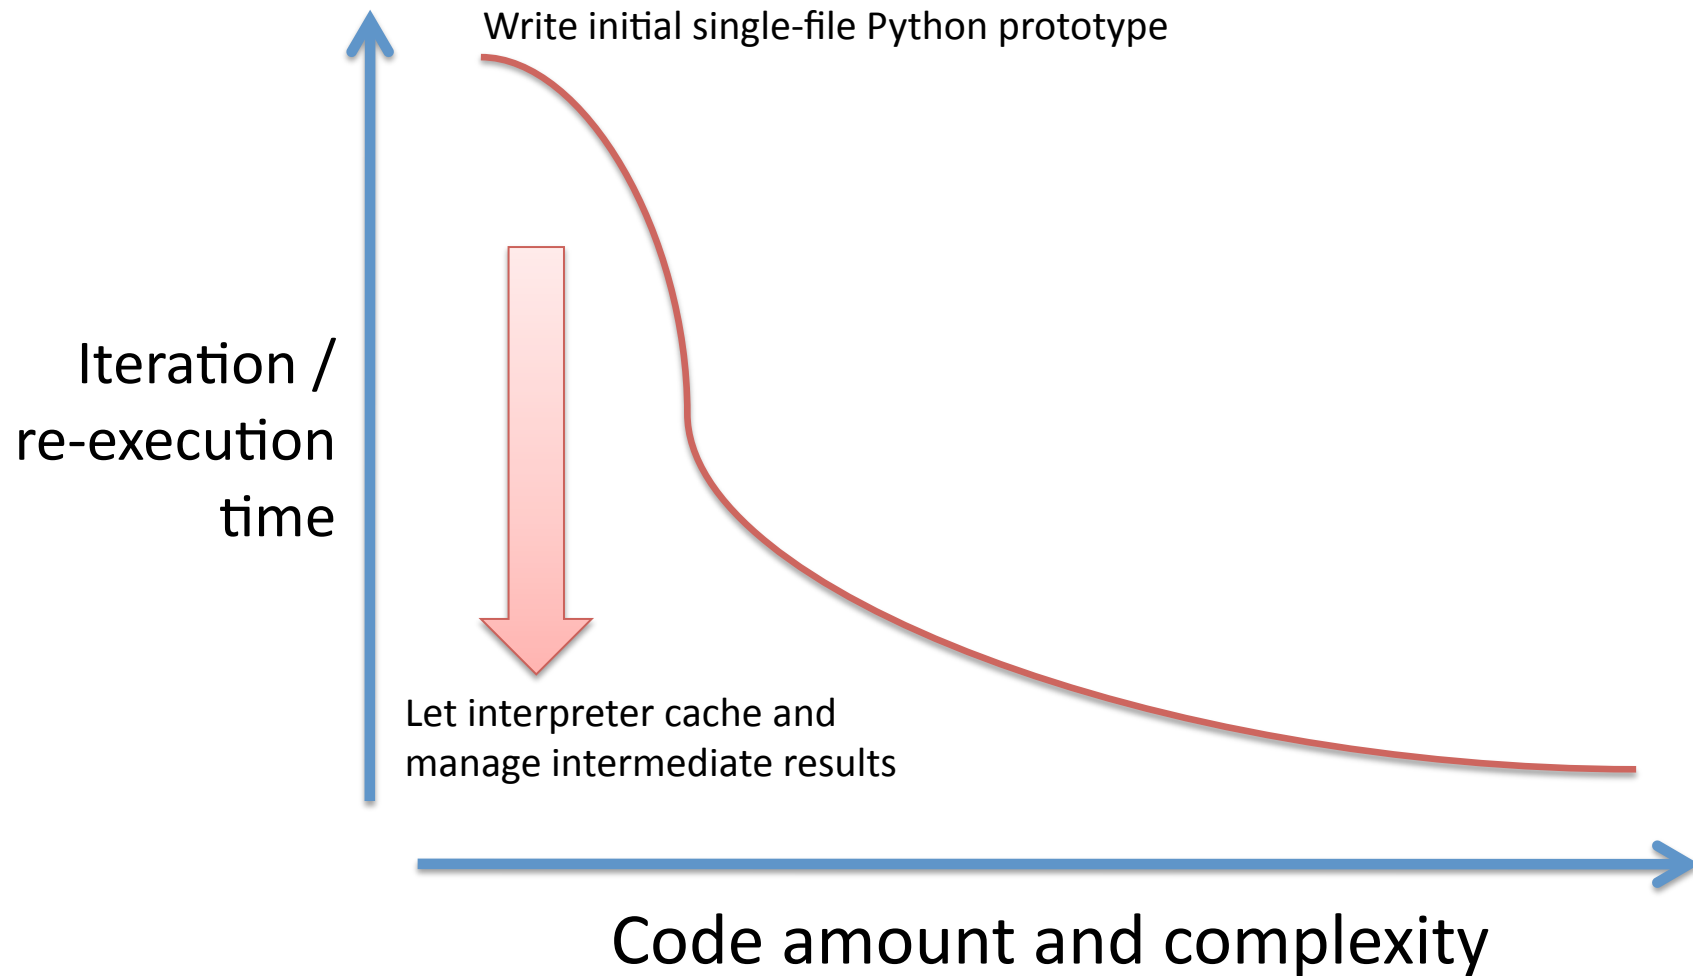 Write initial single-file Python prototype
Iteration /
re-execution
time
Let interpreter cache and
manage intermediate results
Code amount and complexity